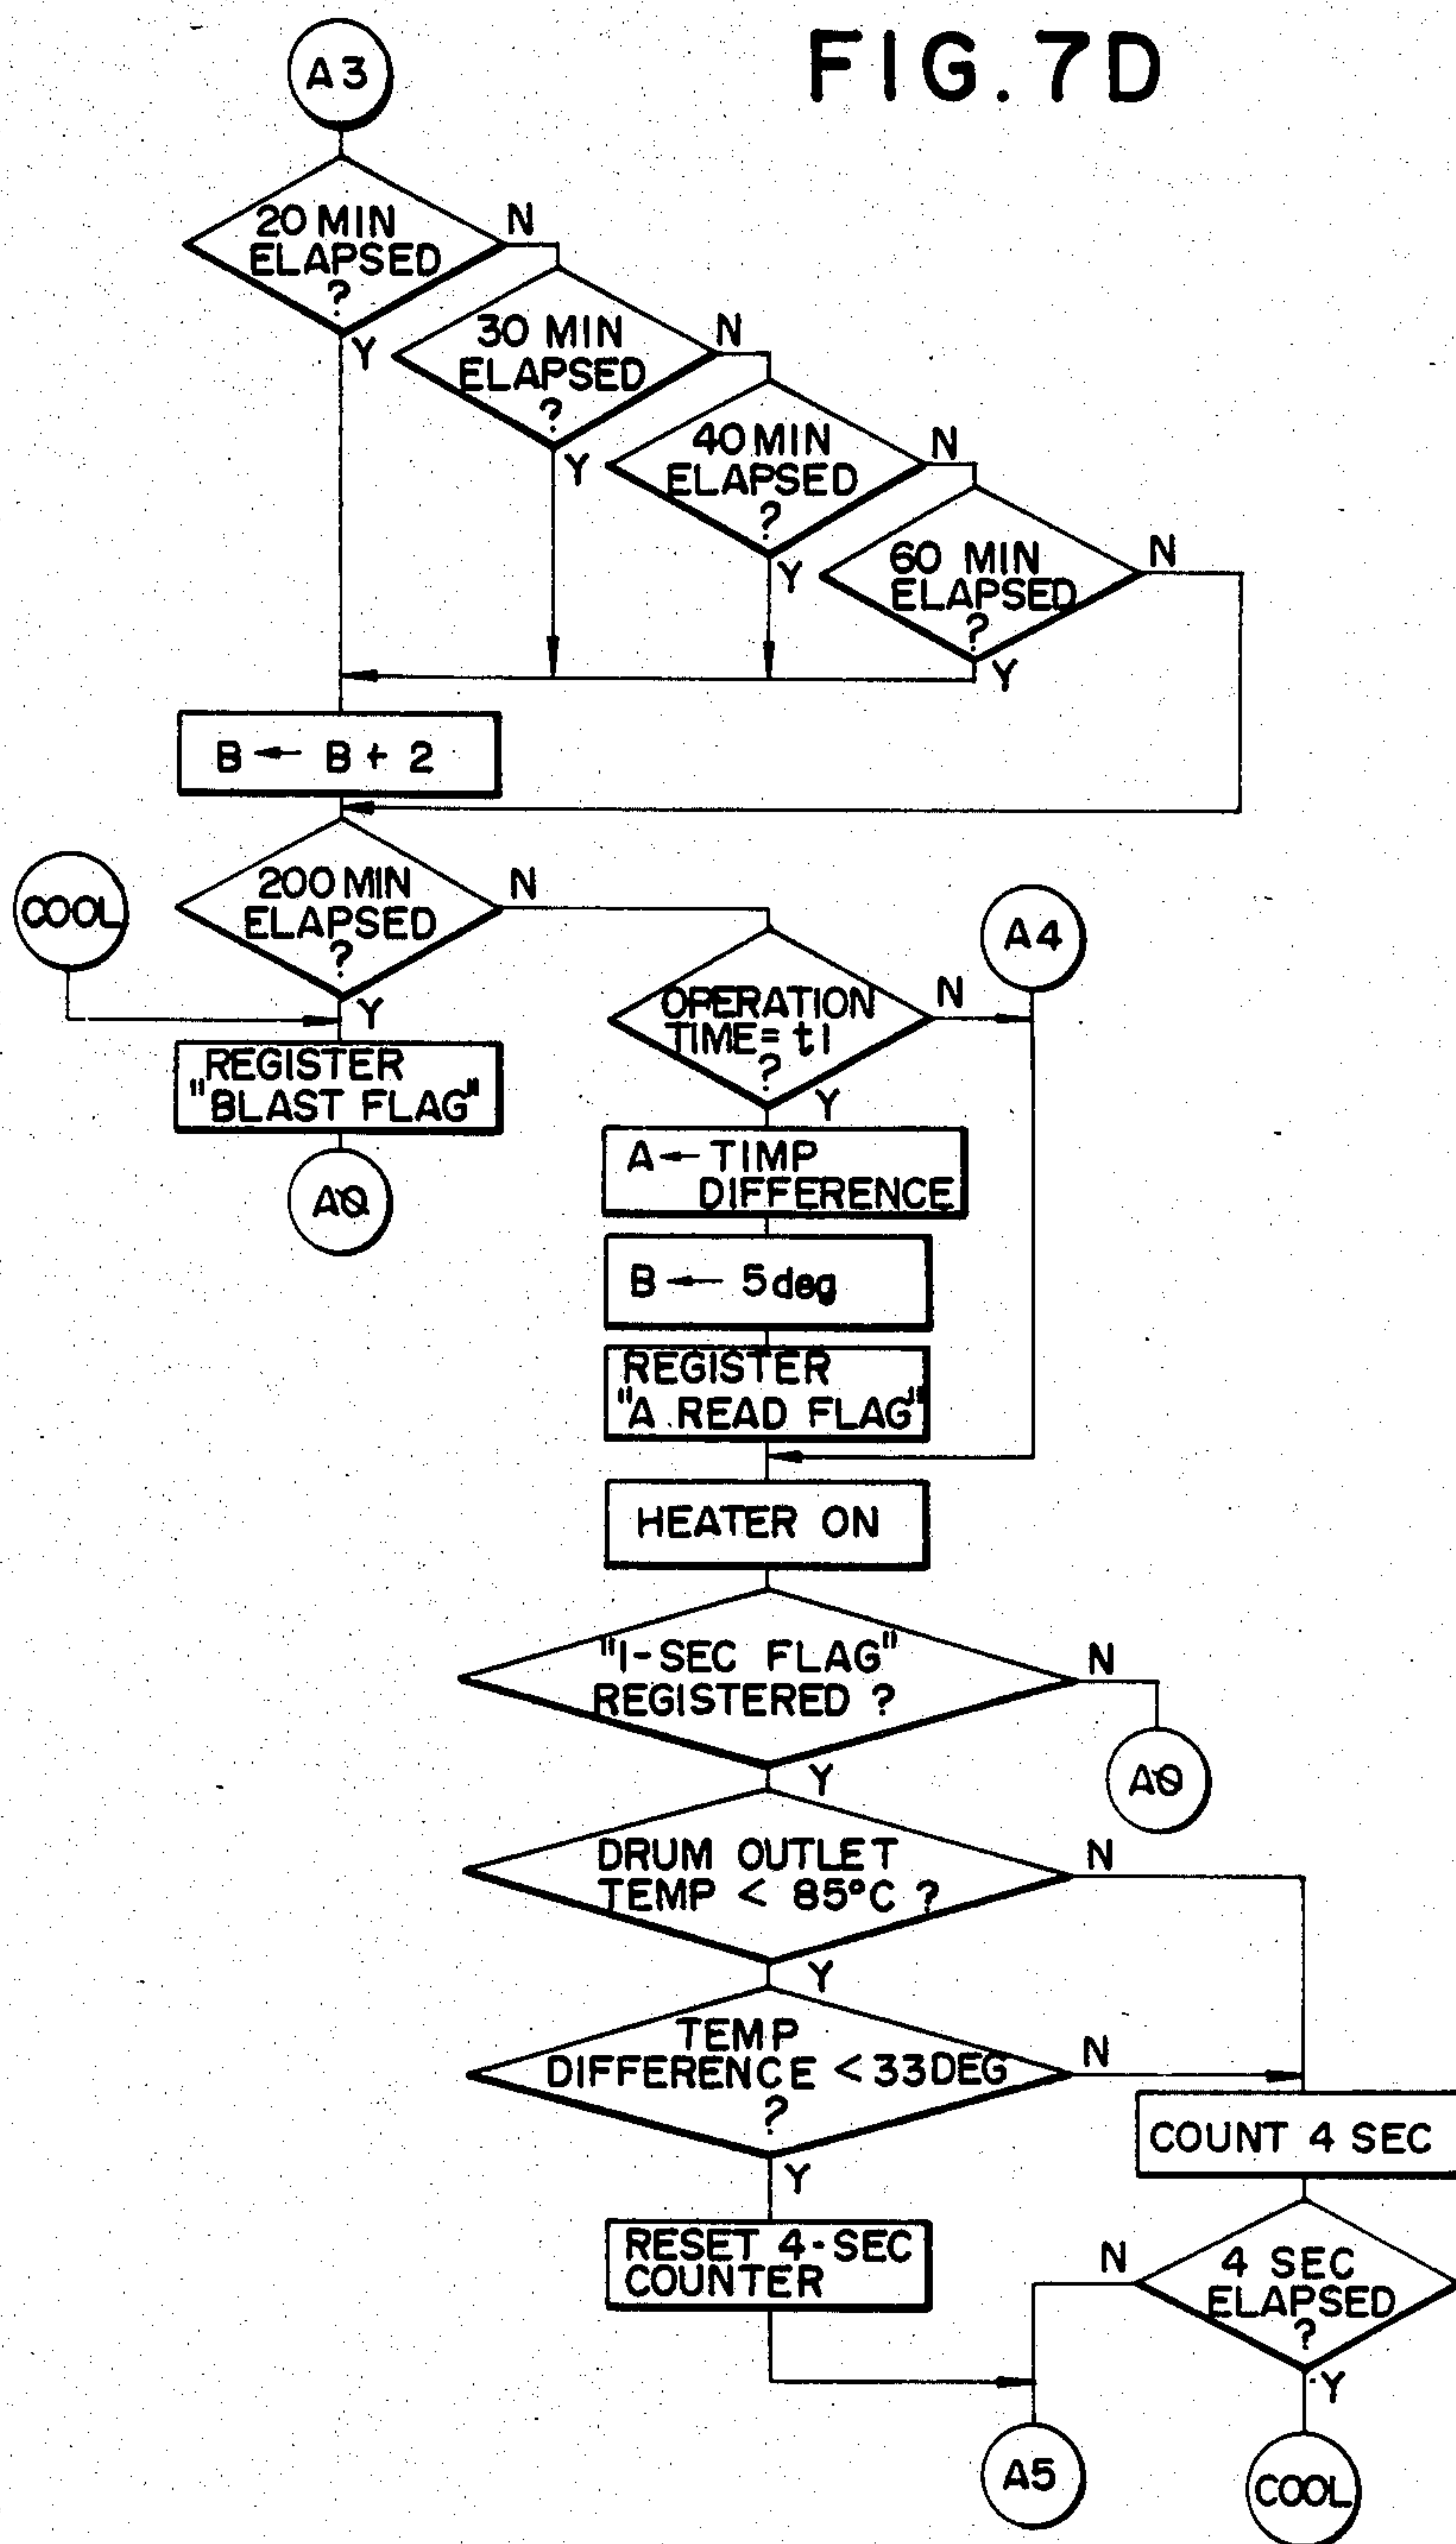 FIG. 7D
A3
20 MIN
ELAPSED
?
N
Y
30 MIN
ELAPSED
?
N
Y
40 MIN
ELAPSED
?
N
Y
60 MIN
ELAPSED
?
N
Y
B ← B + 2
COOL
200 MIN
ELAPSED
?
N
Y
REGISTER
"BLAST FLAG"
A0
OPERATION
TIME = t1
?
N
Y
A4
A ← TIMP
DIFFERENCE
B ← 5deg
REGISTER
"A READ FLAG"
HEATER ON
"1-SEC FLAG"
REGISTERED ?
N
Y
A0
DRUM OUTLET
TEMP < 85°C ?
N
Y
TEMP
DIFFERENCE < 33DEG
?
N
Y
COUNT 4 SEC
RESET 4-SEC
COUNTER
4 SEC
ELAPSED
?
N
Y
A5
COOL